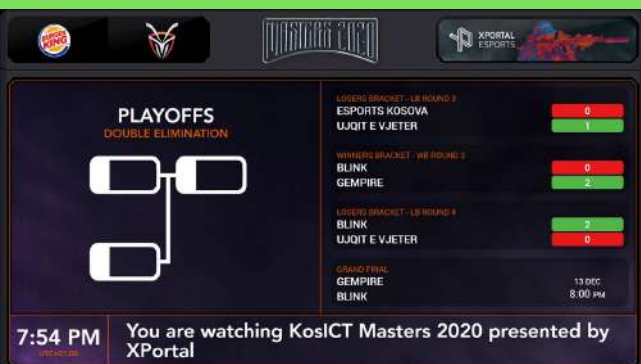 BURGER
KING
MASTERS 2020
XPORTAL
ESPORTS
PLAYOFFS
DOUBLE ELIMINATION
LOSERS BRACKET - LB ROUND 3
ESPORTS KOSOVA 0
UJQIT E VJETER 1
WINNERS BRACKET - WB ROUND 3
BLINK 0
GEMPIRE 2
LOSERS BRACKET - LB ROUND 4
BLINK 2
UJQIT E VJETER 0
GRAND FINAL
GEMPIRE 13 DEC
BLINK 8:00 PM
7:54 PM
You are watching KosICT Masters 2020 presented by
XPortal